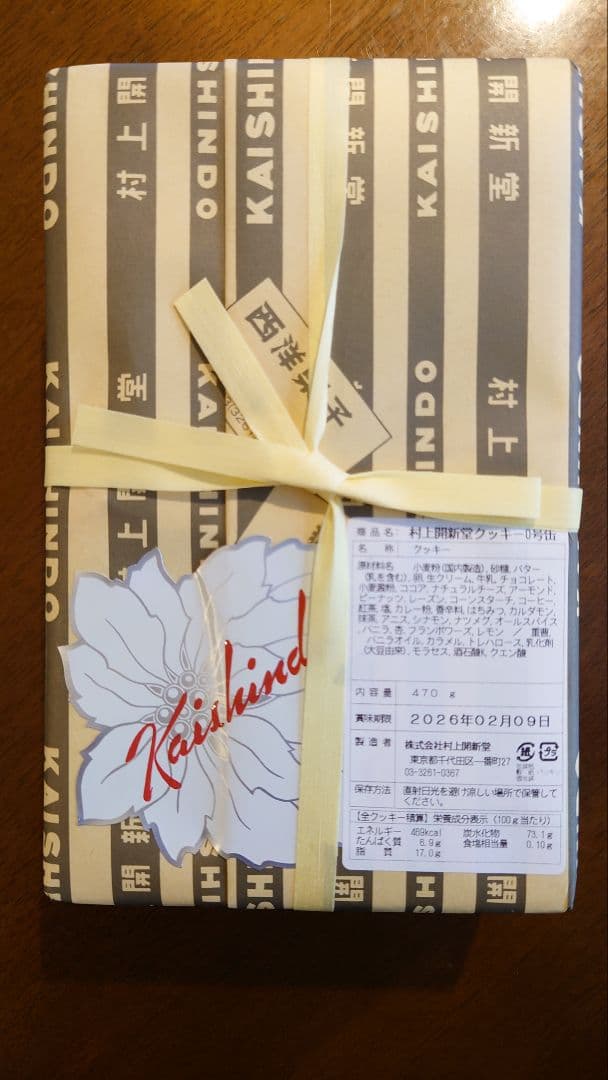 村上開
SHINDO
KAISHI
開新堂
KAISHINDO
開新堂
KAISHINDO
村上
西洋菓子
Kaishindo
商品名: 村上開新堂クッキー0号缶
名称 クッキー
原材料名 小麦粉(国内製造)、砂糖、バター
(乳を含む)、卵、生クリーム、牛乳、チョコレート、
小麦澱粉、ココア、ナチュラルチーズ、アーモンド、
ピーナッツ、レーズン、コーンスターチ、コーヒー、
紅茶、塩、カレー粉、香辛料、はちみつ、カルダモン、
抹茶、アニス、シナモン、ナツメグ、オールスパイス
、バニラ、杏、フランボワーズ、レモン / 重曹、
バニラオイル、カラメル、トレハロース、乳化剤
(大豆由来)、モラセス、酒石酸K、クエン酸
内容量 470 g
賞味期限 2026年02月09日
製造者 株式会社村上開新堂
東京都千代田区一番町27
03-3261-0367
紙
プラ
保存方法 直射日光を避け涼しい場所で保管して
ください。
【全クッキー積算】栄養成分表示(100g当たり)
エネルギー 469kcal 炭水化物 73.1g
たんぱく質 6.9g 食塩相当量 0.10g
脂質 17.0g